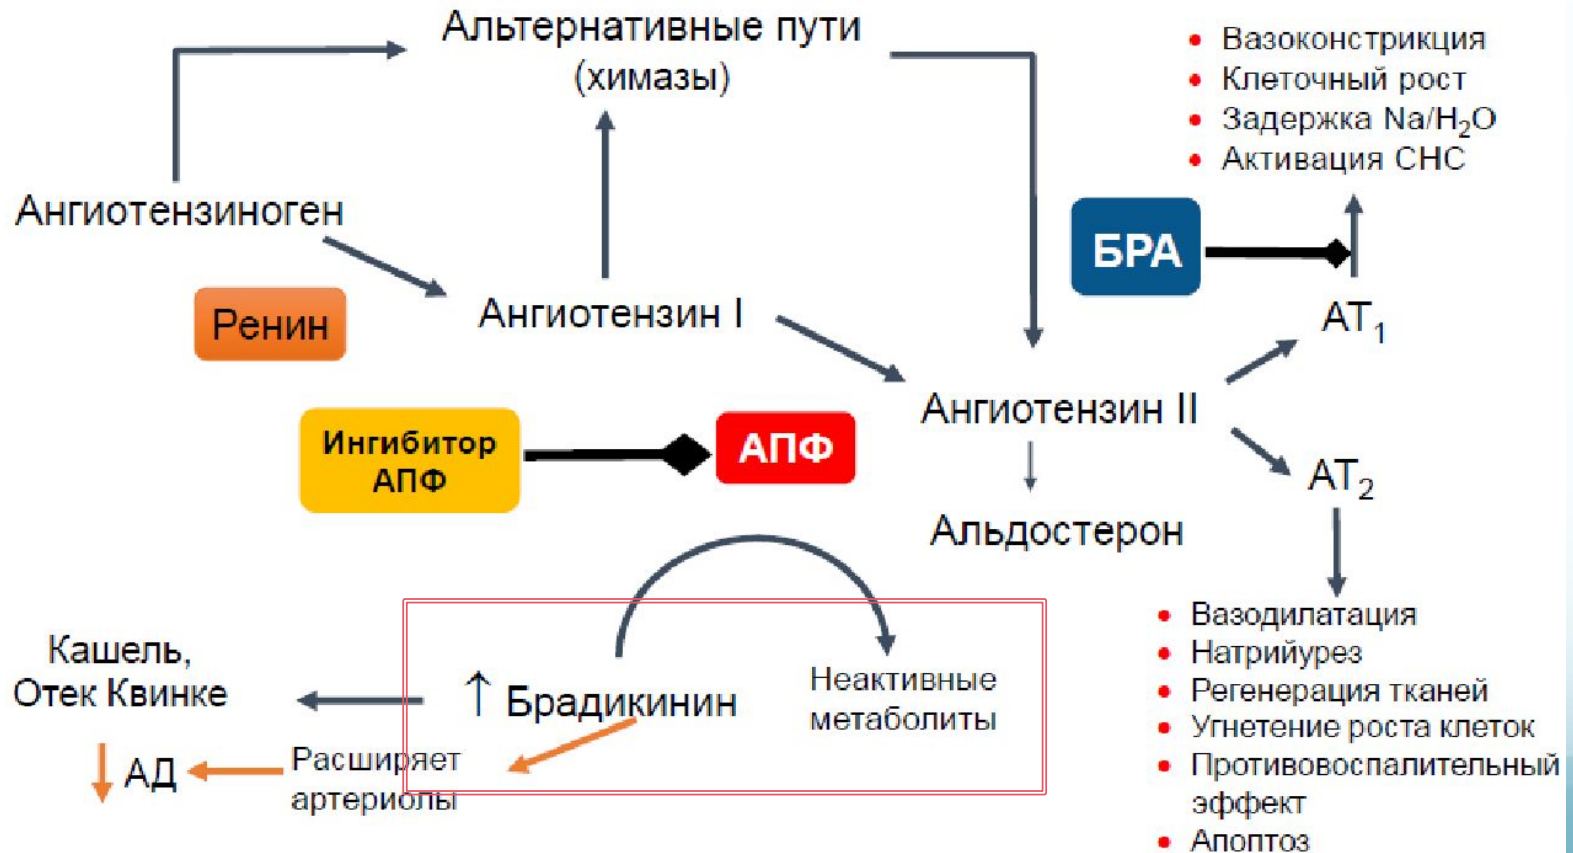 Альтернативные пути
(химазы)
• Вазоконстрикция
• Клеточный рост
• Задержка Na/H₂O
• Активация СНС
Ангиотензиноген
БРА
Ренин
Ангиотензин I
АТ₁
Ангиотензин II
Ингибитор
АПФ
АПФ
АТ₂
Альдостерон
Кашель,
Отек Квинке
↑ Брадикинин
Неактивные
метаболиты
↓ АД
Расширяет
артериолы
• Вазодилатация
• Натрийурез
• Регенерация тканей
• Угнетение роста клеток
• Противовоспалительный
эффект
• Апоптоз